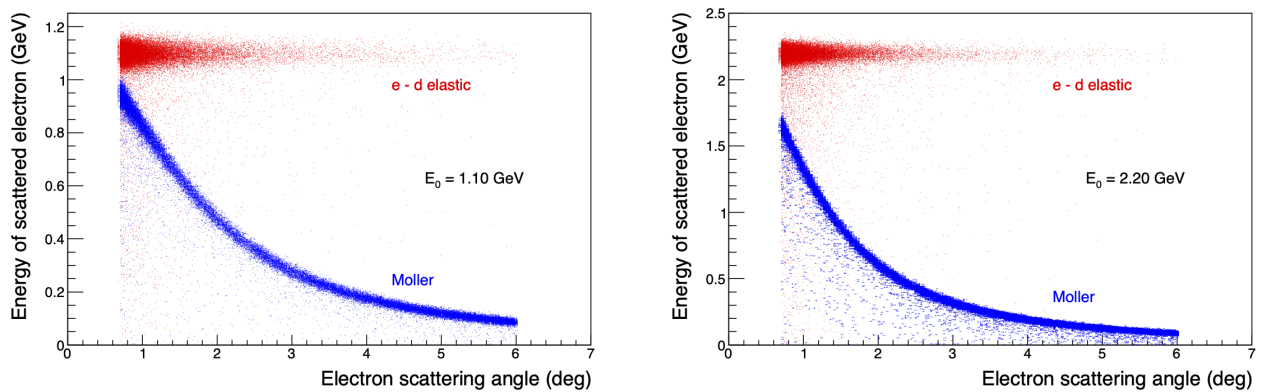 Energy of scattered electron (GeV)
1.2
1
0.8
0.6
0.4
0.2
0
e - d elastic
E0 = 1.10 GeV
Moller
0 1 2 3 4 5 6 7
Electron scattering angle (deg)
Energy of scattered electron (GeV)
2.5
2
1.5
1
0.5
0
e - d elastic
E0 = 2.20 GeV
Moller
0 1 2 3 4 5 6 7
Electron scattering angle (deg)